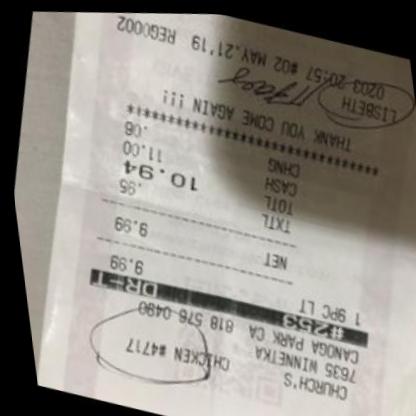 CHURCH'S
CHICKEN #4717
7635 WINNETKA
CANOGA PARK CA
818 576 0490
#253 DR-T
1 9PC LT 9.99
NET 9.99
TXTL .95
TOTL 10.94
CASH 11.00
CHNG .06
********************
THANK YOU COME AGAIN !!!
LISBETH
0203 20:57 #02 MAY.21'19 REG0002